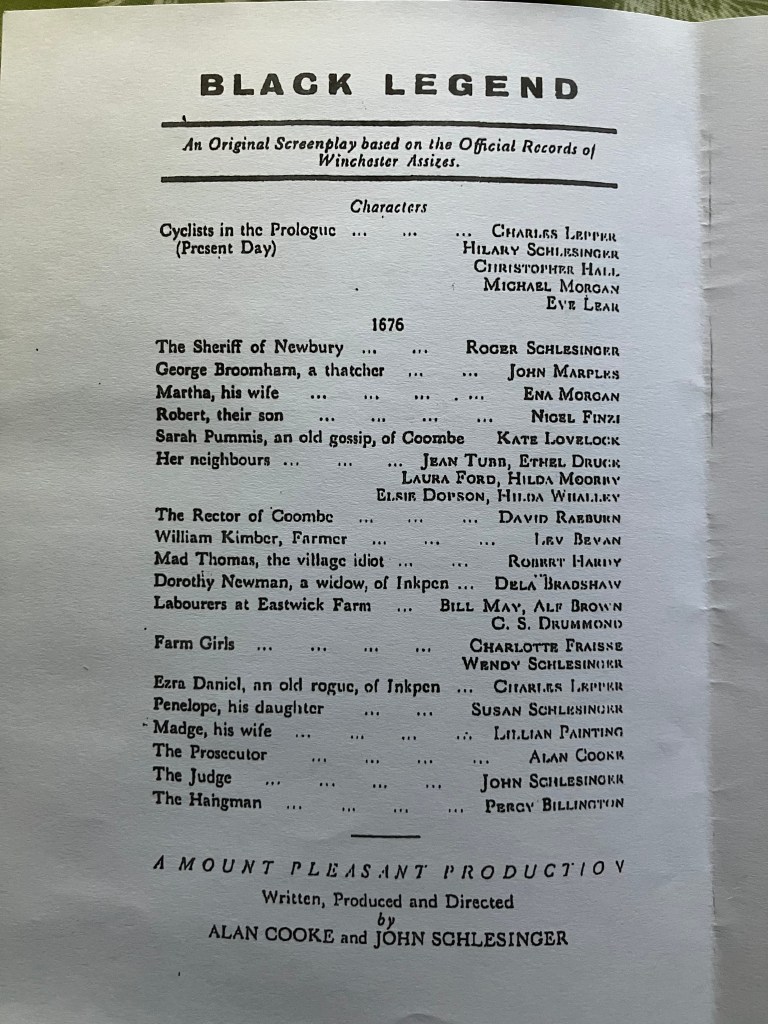 BLACK LEGEND
An Original Screenplay based on the Official Records of
Winchester Assizes.
Characters
Cyclists in the Prologue ... ... ... CHARLES LEPPER
(Present Day) HILARY SCHLESINGER
CHRISTOPHER HALL
MICHAEL MORGAN
EVE LEAR
1676
The Sheriff of Newbury ... ... ROGER SCHLESINGER
George Broomham, a thatcher ... ... JOHN MARPLES
Martha, his wife ... ... ... ... ENA MORGAN
Robert, their son ... ... ... ... NIGEL FINZI
Sarah Pummis, an old gossip, of Coombe KATE LOVELOCK
Her neighbours ... ... ... JEAN TUBB, ETHEL DRUCK
LAURA FORD, HILDA MOORBY
ELSIE DOPSON, HILDA WHALLEY
The Rector of Coombe ... ... ... DAVID RAEBURN
William Kimber, Farmer ... ... ... LEV BEVAN
Mad Thomas, the village idiot ... ... ROBERT HARDY
Dorothy Newman, a widow, of Inkpen ... DELA BRADSHAW
Labourers at Eastwick Farm ... BILL MAY, ALF BROWN
C. S. DRUMMOND
Farm Girls ... ... ... ... CHARLOTTE FRAISSE
WENDY SCHLESINGER
Ezra Daniel, an old rogue, of Inkpen ... CHARLES LEPPER
Penelope, his daughter ... ... SUSAN SCHLESINGER
Madge, his wife ... ... ... ... LILLIAN PAINTING
The Prosecutor ... ... ... ... ALAN COOKE
The Judge ... ... ... ... JOHN SCHLESINGER
The Hangman ... ... ... ... PERCY BILLINGTON
A MOUNT PLEASANT PRODUCTION
Written, Produced and Directed
by
ALAN COOKE and JOHN SCHLESINGER